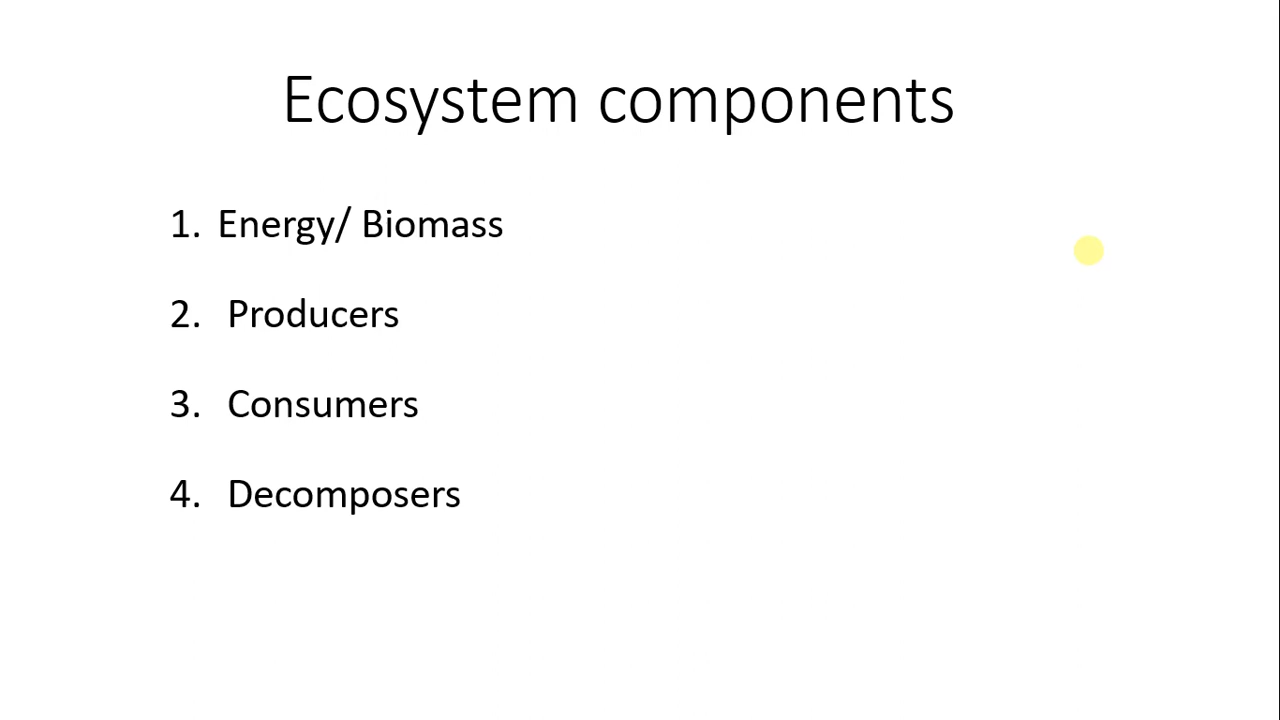 Ecosystem components
1. Energy/ Biomass
2. Producers
3. Consumers
4. Decomposers